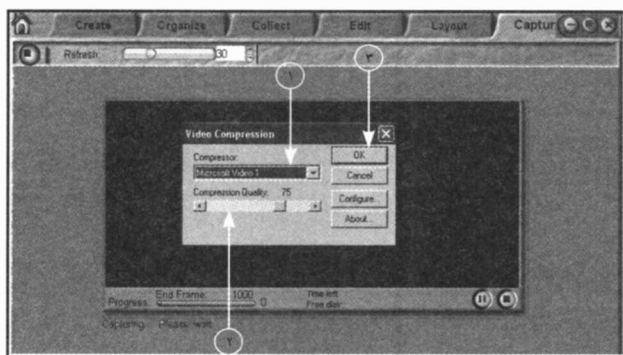 Create Organize Collect Edit Layout Captur
Refresh: 30
١
٣
Video Compression
Compressor:
Microsoft Video 1
Compression Quality: 75
OK
Cancel
Configure...
About...
Progress: End Frame: 1000 0
Time left:
Free disk:
Capturing. Please wait.
٢